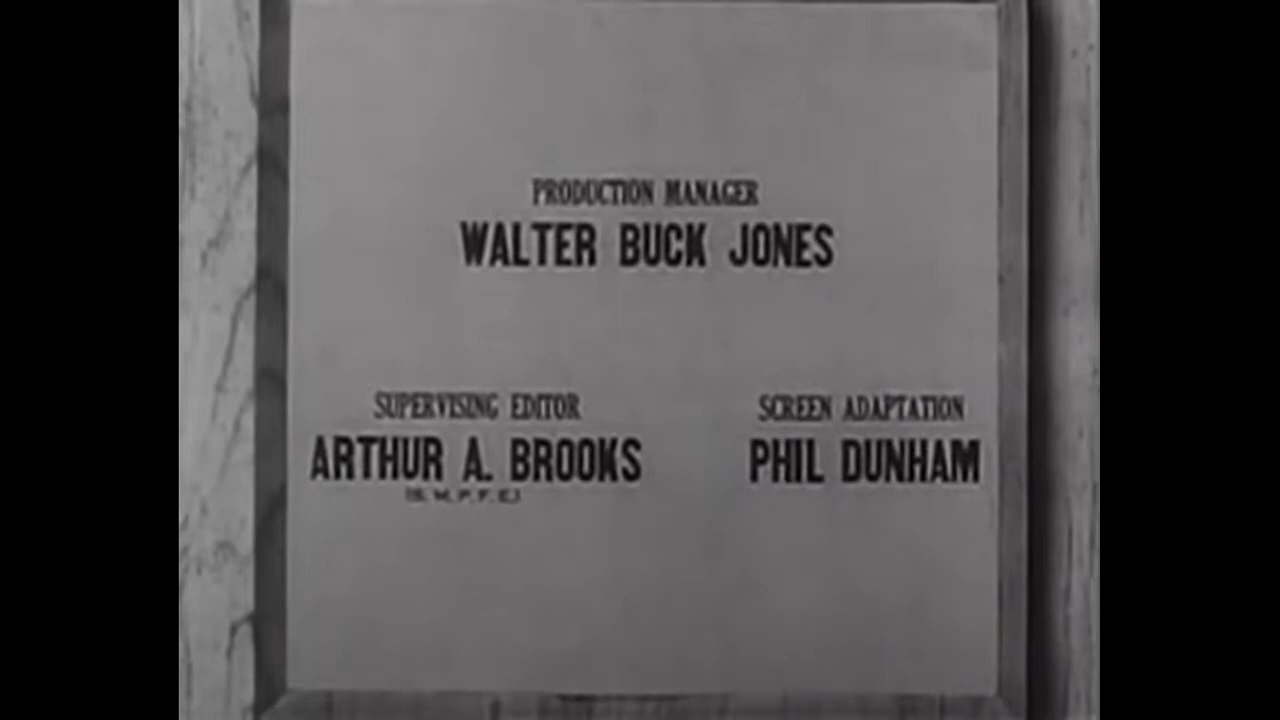 PRODUCTION MANAGER
WALTER BUCK JONES
SUPERVISING EDITOR
ARTHUR A. BROOKS
SCREEN ADAPTATION
PHIL DUNHAM